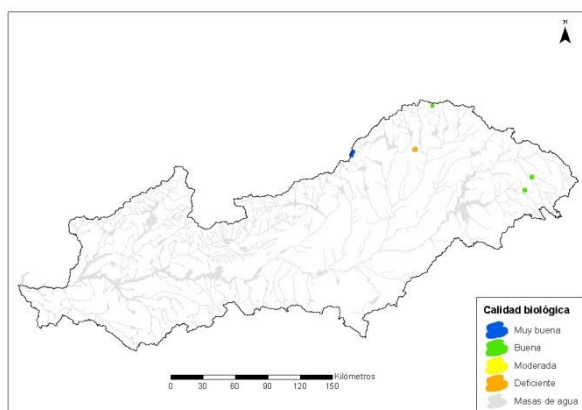 N
Kilómetros
0 30 60 90 120 150
Calidad biológica
Muy buena
Buena
Moderada
Deficiente
Masas de agua